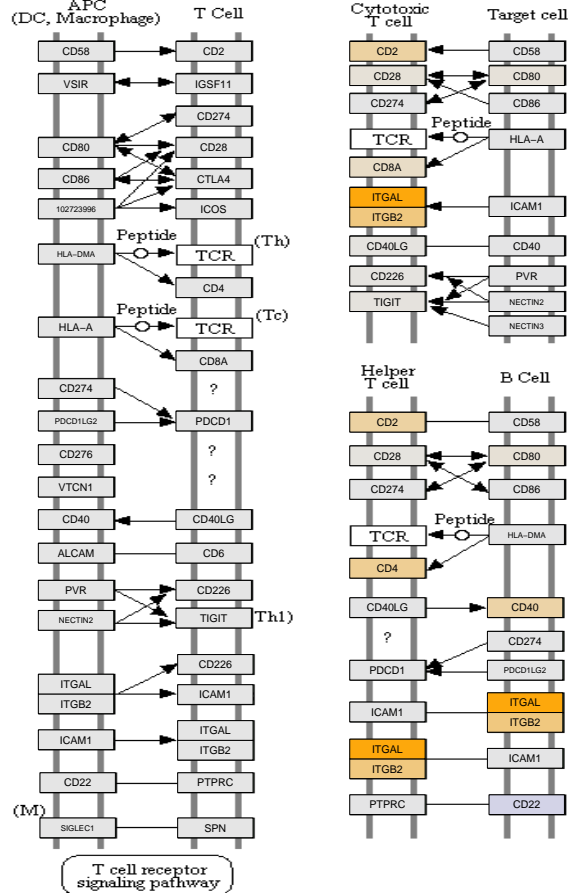 APC
(DC, Macrophage)
T Cell
CD58
CD2
VSIR
IGSF11
CD274
CD80
CD28
CD86
CTLA4
102723996
ICOS
HLA-DMA
Peptide
TCR
(Th)
CD4
HLA-A
Peptide
TCR
(Tc)
CD8A
CD274
?
PDCD1LG2
PDCD1
CD276
?
VTCN1
?
CD40
CD40LG
ALCAM
CD6
PVR
CD226
NECTIN2
TIGIT
Th1)
CD226
ITGAL
ITGB2
ICAM1
ICAM1
ITGAL
ITGB2
CD22
PTPRC
(M)
SIGLEC1
SPN
T cell receptor
signaling pathway
Cytotoxic
T cell
Target cell
CD2
CD58
CD28
CD80
CD274
CD86
TCR
Peptide
HLA-A
CD8A
ITGAL
ITGB2
ICAM1
CD40LG
CD40
CD226
PVR
TIGIT
NECTIN2
NECTIN3
Helper
T cell
B Cell
CD2
CD58
CD28
CD80
CD274
CD86
TCR
Peptide
HLA-DMA
CD4
CD40LG
CD40
?
CD274
PDCD1
PDCD1LG2
ICAM1
ITGAL
ITGB2
ITGAL
ITGB2
ICAM1
PTPRC
CD22